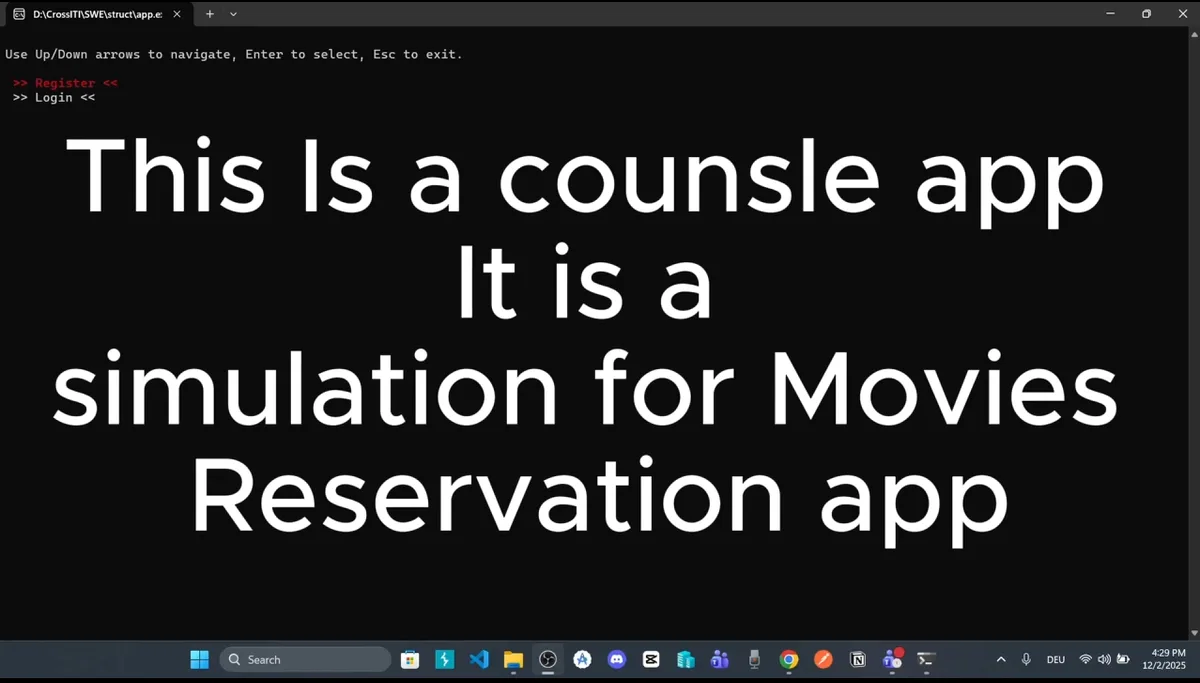 D:\CrossITI\SWE\struct\app.e:
Use Up/Down arrows to navigate, Enter to select, Esc to exit.
>> Register <<
>> Login <<
This Is a counsle app
It is a
simulation for Movies
Reservation app
Search
DEU
4:29 PM
12/2/2025